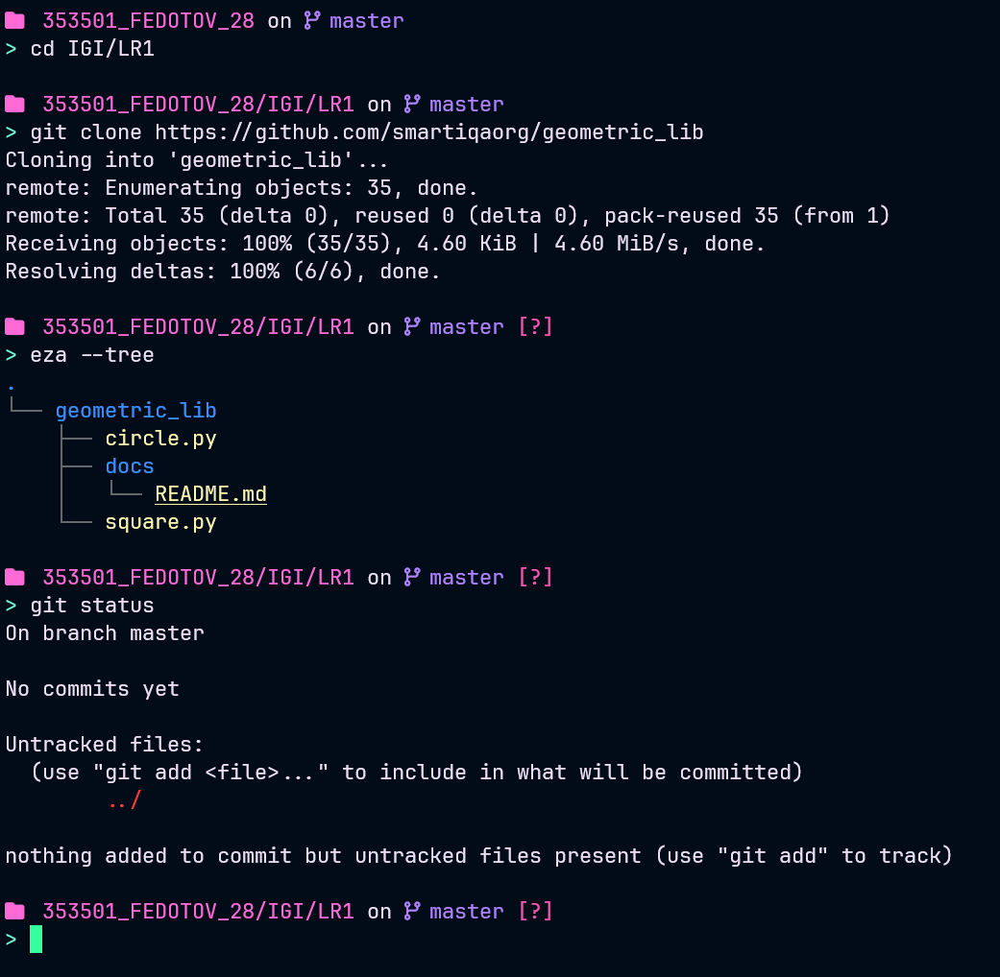 353501_FEDOTOV_28 on master
> cd IGI/LR1
353501_FEDOTOV_28/IGI/LR1 on master
> git clone https://github.com/smartiqaorg/geometric_lib
Cloning into 'geometric_lib'...
remote: Enumerating objects: 35, done.
remote: Total 35 (delta 0), reused 0 (delta 0), pack-reused 35 (from 1)
Receiving objects: 100% (35/35), 4.60 KiB | 4.60 MiB/s, done.
Resolving deltas: 100% (6/6), done.
353501_FEDOTOV_28/IGI/LR1 on master [?]
> eza --tree
.
└── geometric_lib
    ├── circle.py
    ├── docs
    │   └── README.md
    └── square.py
353501_FEDOTOV_28/IGI/LR1 on master [?]
> git status
On branch master
No commits yet
Untracked files:
  (use "git add <file>..." to include in what will be committed)
        ../
nothing added to commit but untracked files present (use "git add" to track)
353501_FEDOTOV_28/IGI/LR1 on master [?]
>